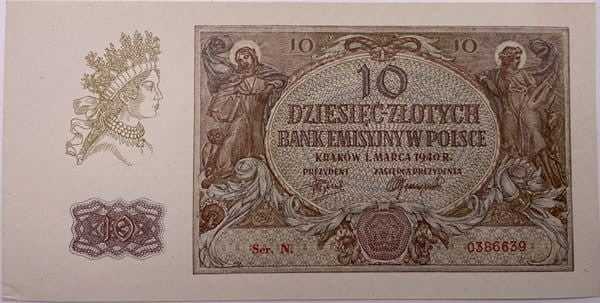 10 10
10
DZIESIĘĆ·ZŁOTYCH
BANK EMISYJNY W POLSCE
KRAKÓW 1. MARCA 1940 R.
PREZYDENT ZASTĘPCA PREZYDENTA
Ser. N. 0386639